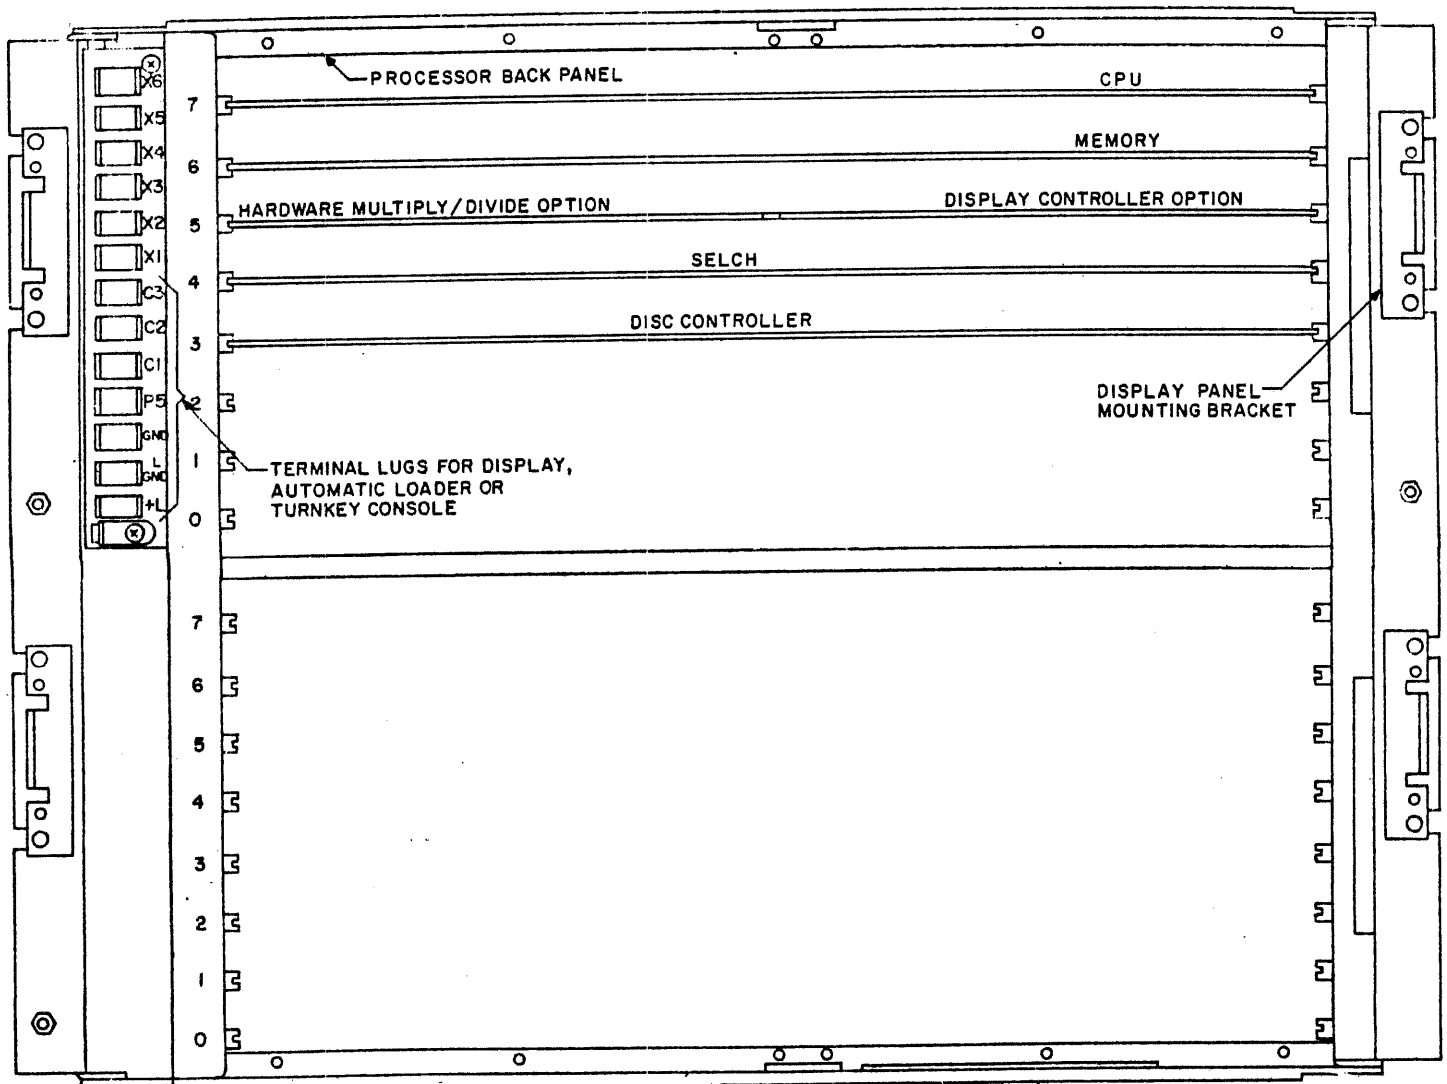 X6
PROCESSOR BACK PANEL
CPU
7
X5
MEMORY
X4
6
X3
HARDWARE MULTIPLY/DIVIDE OPTION
DISPLAY CONTROLLER OPTION
X2
5
X1
SELCH
4
C3
DISC CONTROLLER
C2
3
C1
DISPLAY PANEL
MOUNTING BRACKET
P5
2
GND
1
L
GND
TERMINAL LUGS FOR DISPLAY,
AUTOMATIC LOADER OR
TURNKEY CONSOLE
+L
0
7
6
5
4
3
2
1
0